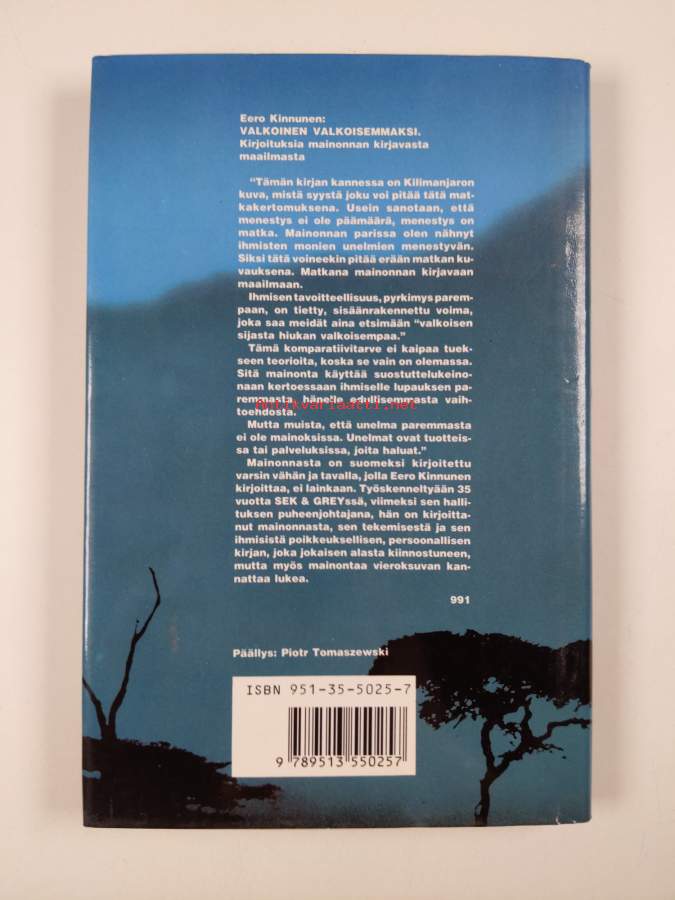 Eero Kinnunen:
VALKOINEN VALKOISEMMAKSI.
Kirjoituksia mainonnan kirjavasta
maailmasta
"Tämän kirjan kannessa on Kilimanjaron
kuva, mistä syystä joku voi pitää tätä mat-
kakertomuksena. Usein sanotaan, että
menestys ei ole päämäärä, menestys on
matka. Mainonnan parissa olen nähnyt
ihmisten monien unelmien menestyvän.
Siksi tätä voineekin pitää erään matkan ku-
vauksena. Matkana mainonnan kirjavaan
maailmaan.
Ihmisen tavoitteellisuus, pyrkimys parem-
paan, on tietty, sisäänrakennettu voima,
joka saa meidät aina etsimään "valkoisen
sijasta hiukan valkoisempaa."
Tämä komparatiivitarve ei kaipaa tuek-
seen teorioita, koska se vain on olemassa.
Sitä mainonta käyttää suostuttelukeino-
naan kertoessaan ihmiselle lupauksen pa-
remmasta, hänelle edullisemmasta vaih-
antikvariaatti.net
toehdosta.
Mutta muista, että unelma paremmasta
ei ole mainoksissa. Unelmat ovat tuotteis-
sa tai palveluksissa, joita haluat."
Mainonnasta on suomeksi kirjoitettu
varsin vähän ja tavalla, jolla Eero Kinnunen
kirjoittaa, ei lainkaan. Työskenneltyään 35
vuotta SEK & GREYssä, viimeksi sen halli-
tuksen puheenjohtajana, hän on kirjoitta-
nut mainonnasta, sen tekemisestä ja sen
ihmisistä poikkeuksellisen, persoonallisen
kirjan, joka jokaisen alasta kiinnostuneen,
mutta myös mainontaa vieroksuvan kan-
nattaa lukea.
991
Päällys: Piotr Tomaszewski
ISBN 951-35-5025-7
9 789513 550257